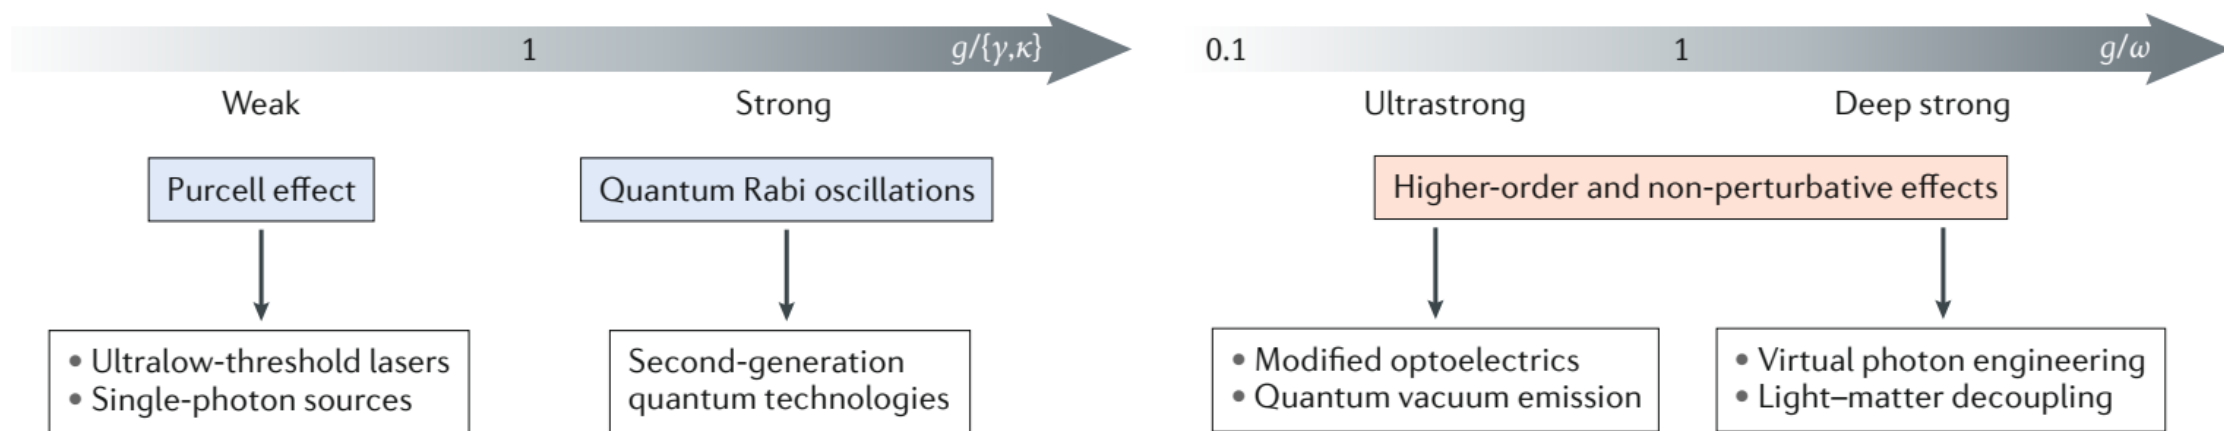 1 g/{γ,κ}
0.1 1 g/ω
Weak
Strong
Ultrastrong
Deep strong
Purcell effect
Quantum Rabi oscillations
Higher-order and non-perturbative effects
• Ultralow-threshold lasers
• Single-photon sources
Second-generation
quantum technologies
• Modified optoelectrics
• Quantum vacuum emission
• Virtual photon engineering
• Light–matter decoupling